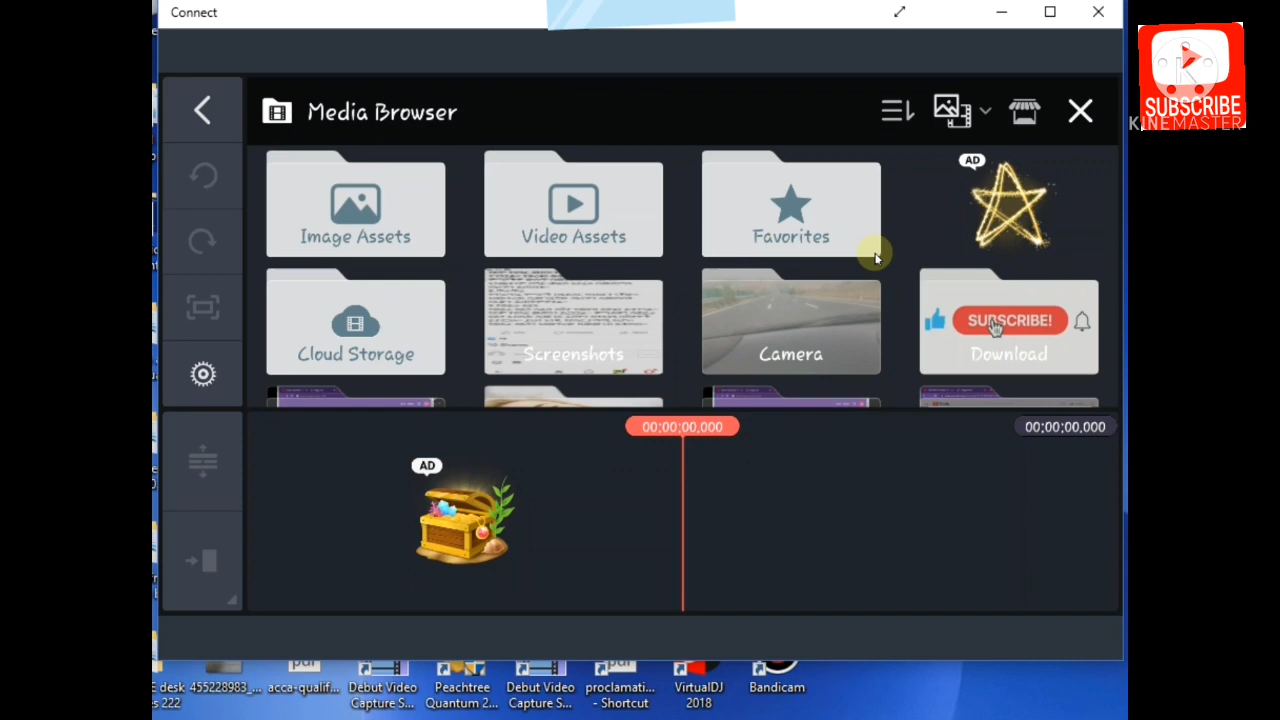 Connect
Media Browser
SUBSCRIBE
KINEMASTER
AD
Image Assets
Video Assets
Favorites
SUBSCRIBE!
Cloud Storage
Screenshots
Camera
Download
00;00;00,000
00;00;00,000
AD
E desk
455228983_...
acca-qualif...
Debut Video
Peachtree
Debut Video
proclamati...
VirtualDJ
Bandicam
222
Capture S...
Quantum 2...
Capture S...
- Shortcut
2018